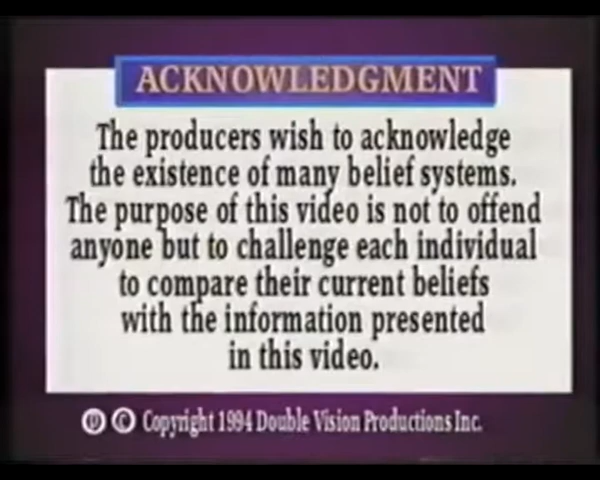 ACKNOWLEDGMENT
The producers wish to acknowledge
the existence of many belief systems.
The purpose of this video is not to offend
anyone but to challenge each individual
to compare their current beliefs
with the information presented
in this video.
Ⓟ © Copyright 1994 Double Vision Productions Inc.